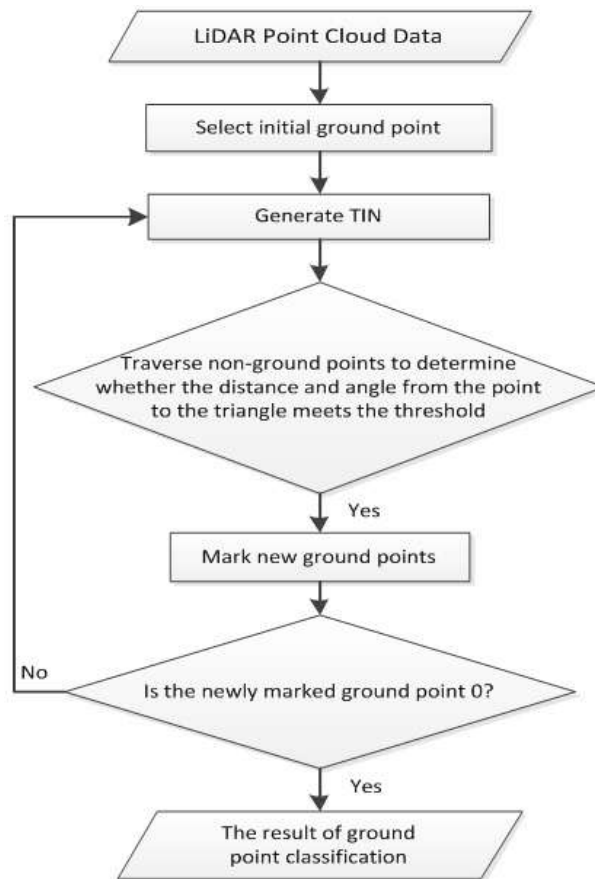 LiDAR Point Cloud Data
Select initial ground point
Generate TIN
Traverse non-ground points to determine
whether the distance and angle from the point
to the triangle meets the threshold
Yes
Mark new ground points
No
Is the newly marked ground point 0?
Yes
The result of ground
point classification